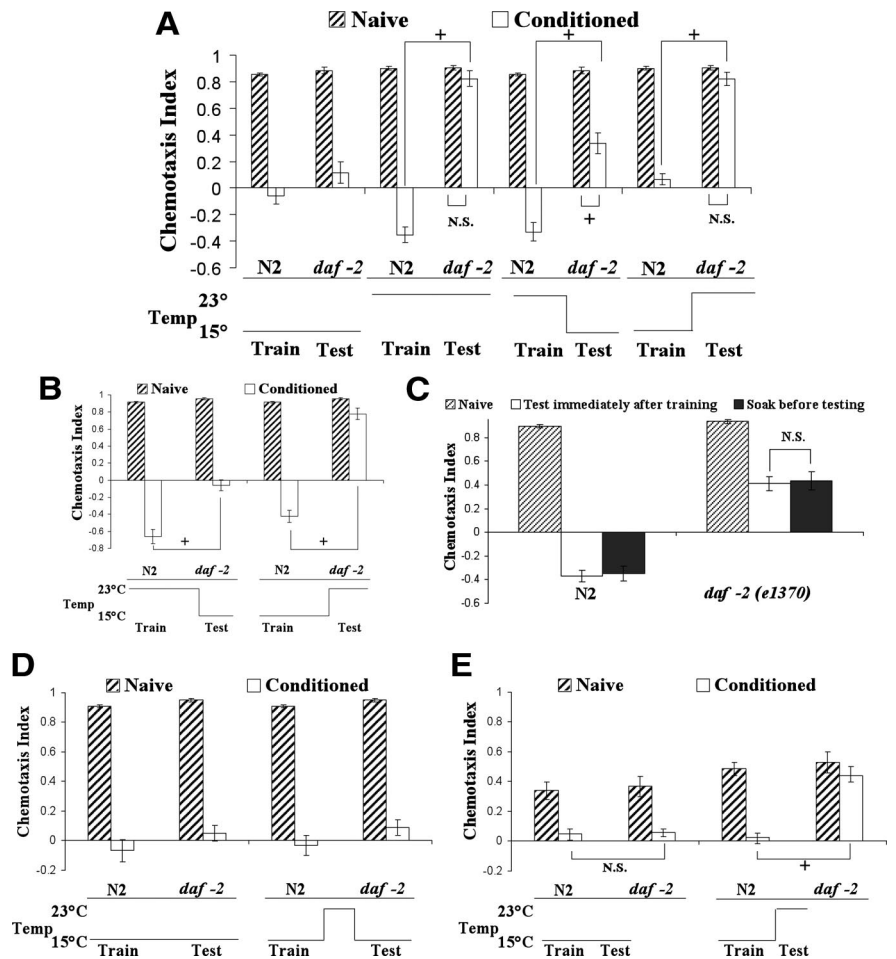 A
Naive Conditioned
+ + +
Chemotaxis Index
1
0.8
0.6
0.4
0.2
0
-0.2
-0.4
-0.6
N.S. + N.S.
N2 daf -2 N2 daf -2 N2 daf -2 N2 daf -2
23°
Temp
15°
Train Test Train Test Train Test Train Test
B
Naive Conditioned
Chemotaxis Index
1
0.8
0.6
0.4
0.2
0
-0.2
-0.4
-0.6
-0.8
+ +
N2 daf -2 N2 daf -2
23°C
Temp
15°C
Train Test Train Test
C
Naive Test immediately after training Soak before testing
N.S.
Chemotaxis Index
0.8
0.6
0.4
0.2
0
-0.2
-0.4
-0.6
N2 daf -2 (e1370)
D
Naive Conditioned
Chemotaxis Index
1
0.8
0.6
0.4
0.2
0
-0.2
N2 daf -2 N2 daf -2
23°C
Temp
15°C
Train Test Train Test
E
Naive Conditioned
Chemotaxis Index
1
0.8
0.6
0.4
0.2
0
-0.2
N.S. +
N2 daf -2 N2 daf -2
23°C
Temp
15°C
Train Test Train Test